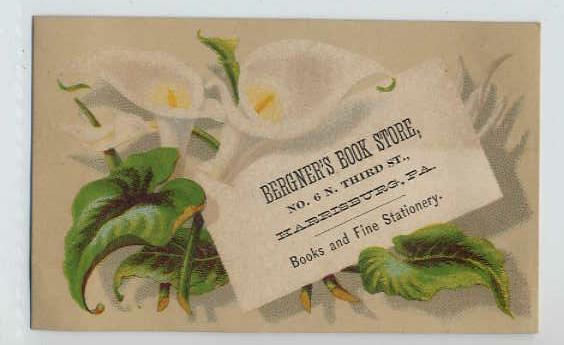 BERGNER'S BOOK STORE,
NO. 6 N. THIRD ST.,
HARRISBURG, PA.
Books and Fine Stationery.